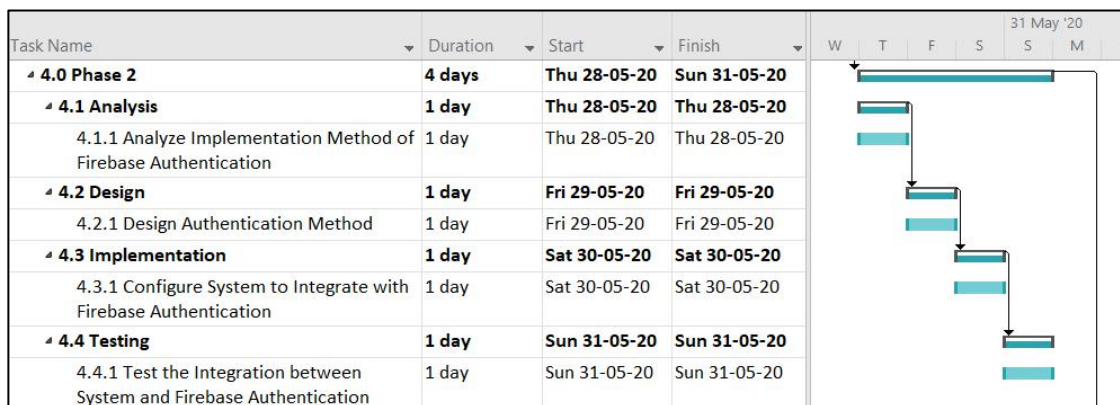 31 May '20
Task Name Duration Start Finish W T F S S M
4.0 Phase 2 4 days Thu 28-05-20 Sun 31-05-20
4.1 Analysis 1 day Thu 28-05-20 Thu 28-05-20
4.1.1 Analyze Implementation Method of 1 day Thu 28-05-20 Thu 28-05-20
Firebase Authentication
4.2 Design 1 day Fri 29-05-20 Fri 29-05-20
4.2.1 Design Authentication Method 1 day Fri 29-05-20 Fri 29-05-20
4.3 Implementation 1 day Sat 30-05-20 Sat 30-05-20
4.3.1 Configure System to Integrate with 1 day Sat 30-05-20 Sat 30-05-20
Firebase Authentication
4.4 Testing 1 day Sun 31-05-20 Sun 31-05-20
4.4.1 Test the Integration between 1 day Sun 31-05-20 Sun 31-05-20
System and Firebase Authentication